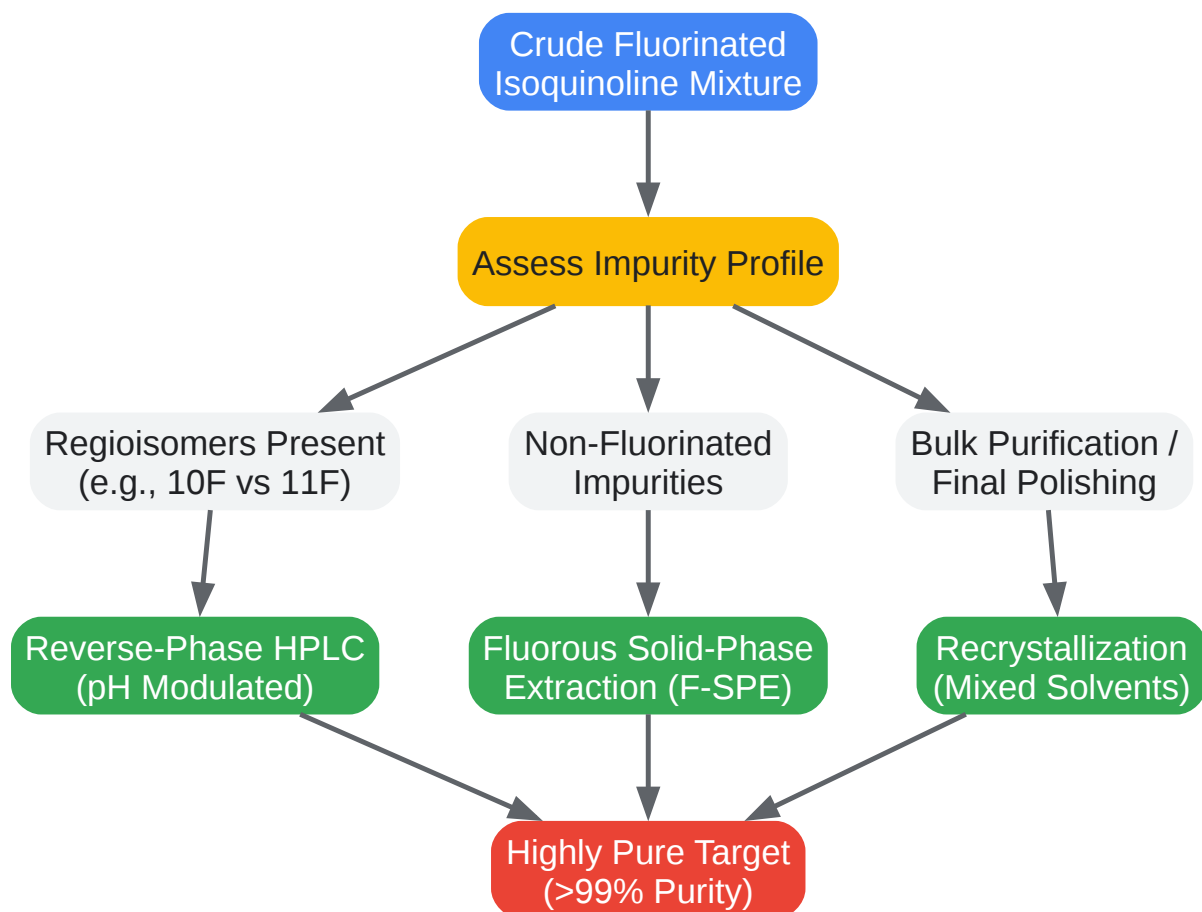 Crude Fluorinated
Isoquinoline Mixture
Assess Impurity Profile
Regioisomers Present
(e.g., 10F vs 11F)
Non-Fluorinated
Impurities
Bulk Purification /
Final Polishing
Reverse-Phase HPLC
(pH Modulated)
Fluorous Solid-Phase
Extraction (F-SPE)
Recrystallization
(Mixed Solvents)
Highly Pure Target
(>99% Purity)